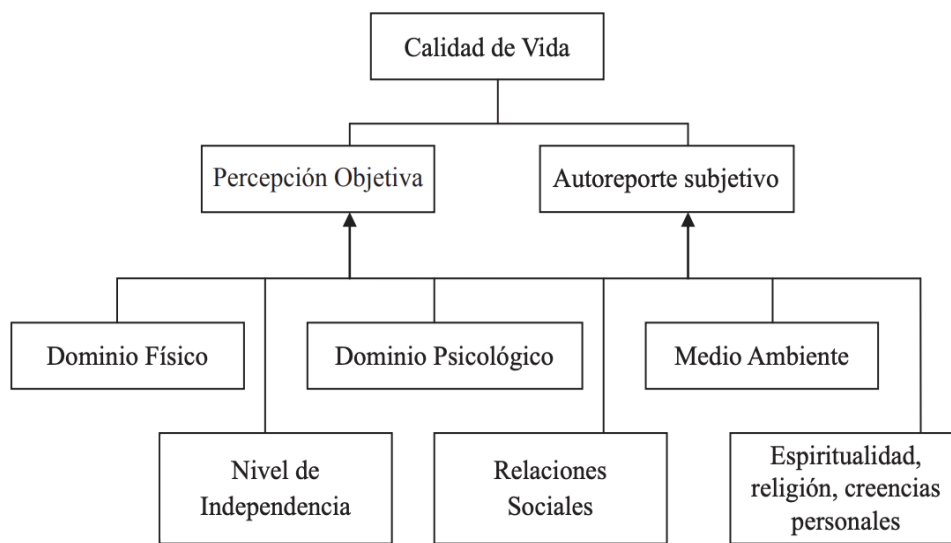 Calidad de Vida
Percepción Objetiva
Autoreporte subjetivo
Dominio Físico
Dominio Psicológico
Medio Ambiente
Nivel de
Independencia
Relaciones
Sociales
Espiritualidad,
religión, creencias
personales